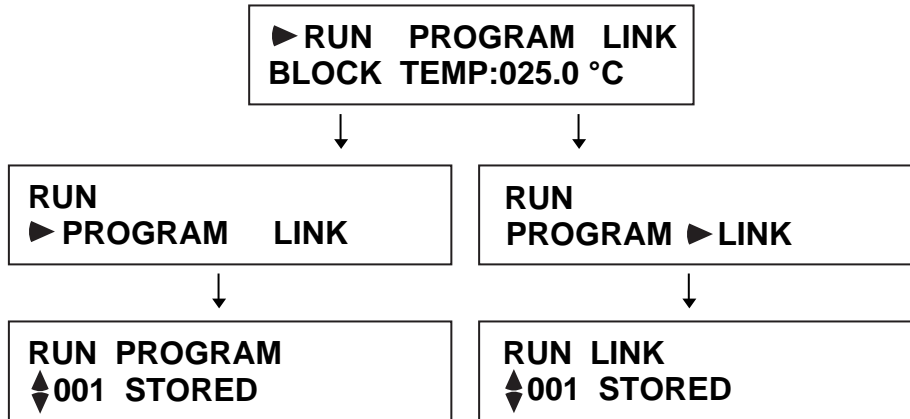 RUN PROGRAM LINK
BLOCK TEMP:025.0 °C
RUN
PROGRAM LINK
RUN
PROGRAM LINK
RUN PROGRAM
001 STORED
RUN LINK
001 STORED